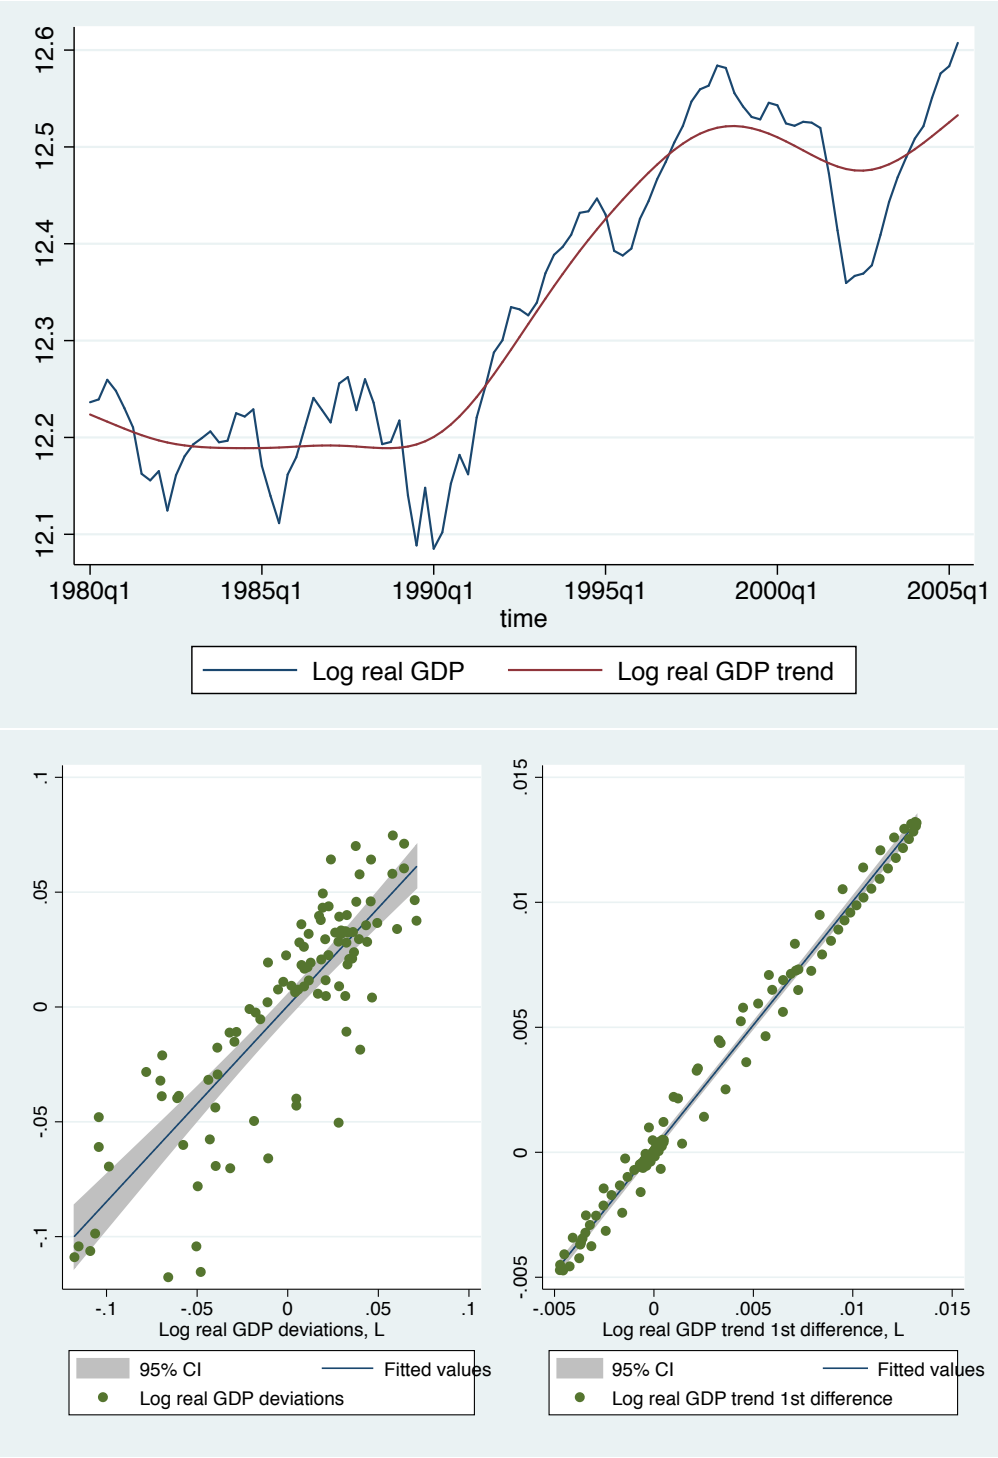 12.6
12.5
12.4
12.3
12.2
12.1
1980q1 1985q1 1990q1 1995q1 2000q1 2005q1
time
Log real GDP Log real GDP trend
.1
.05
0
-.05
-.1
-.1 -.05 0 .05 .1
Log real GDP deviations, L
95% CI Fitted values
Log real GDP deviations
.015
.01
.005
0
-.005
-.005 0 .005 .01 .015
Log real GDP trend 1st difference, L
95% CI Fitted values
Log real GDP trend 1st difference